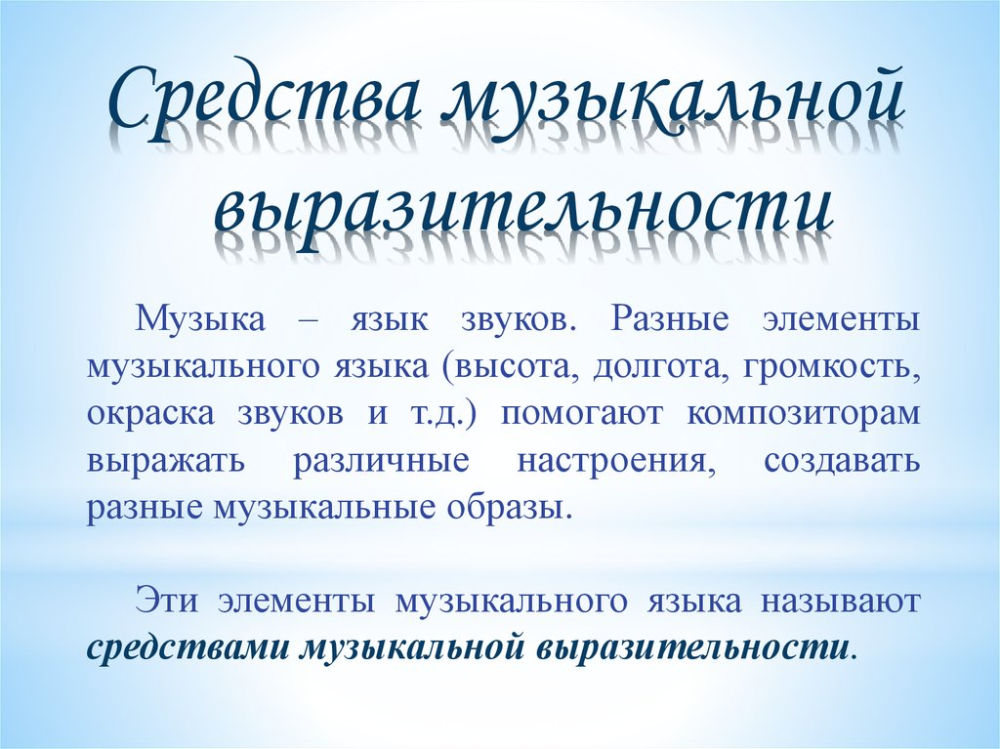 Средства музыкальной
выразительности
Музыка – язык звуков. Разные элементы
музыкального языка (высота, долгота, громкость,
окраска звуков и т.д.) помогают композиторам
выражать различные настроения, создавать
разные музыкальные образы.
Эти элементы музыкального языка называют
средствами музыкальной выразительности.